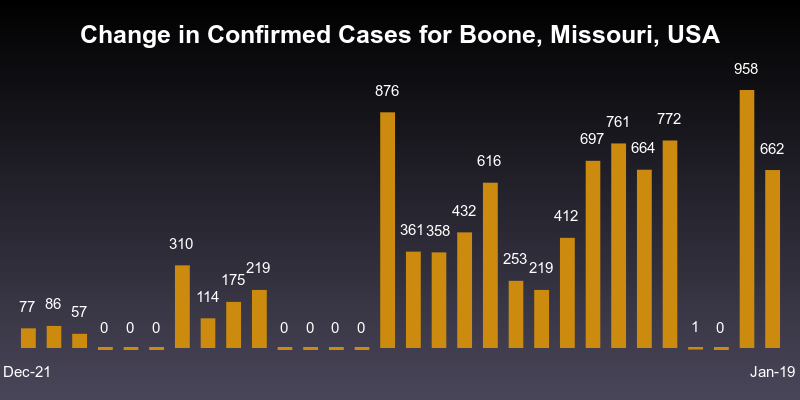 Change in Confirmed Cases for Boone, Missouri, USA
77 86 57 0 0 0 310 114 175 219 0 0 0 0 876 361 358 432 616 253 219 412 697 761 664 772 1 0 958 662
Dec-21 Jan-19